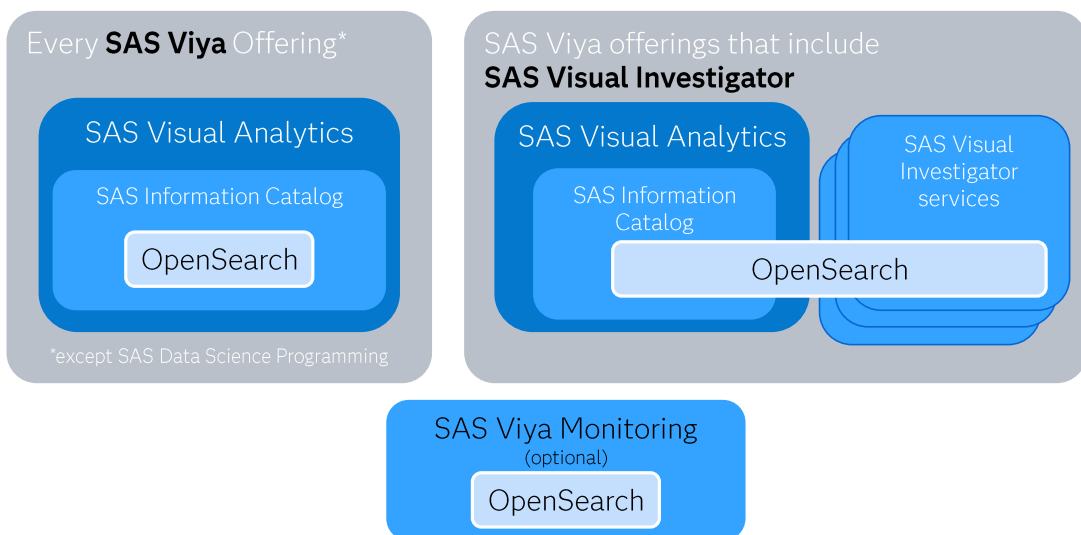 Every SAS Viya Offering*
SAS Visual Analytics
SAS Information Catalog
OpenSearch
*except SAS Data Science Programming
SAS Viya offerings that include
SAS Visual Investigator
SAS Visual Analytics
SAS Information
Catalog
SAS Visual
Investigator
services
OpenSearch
SAS Viya Monitoring
(optional)
OpenSearch